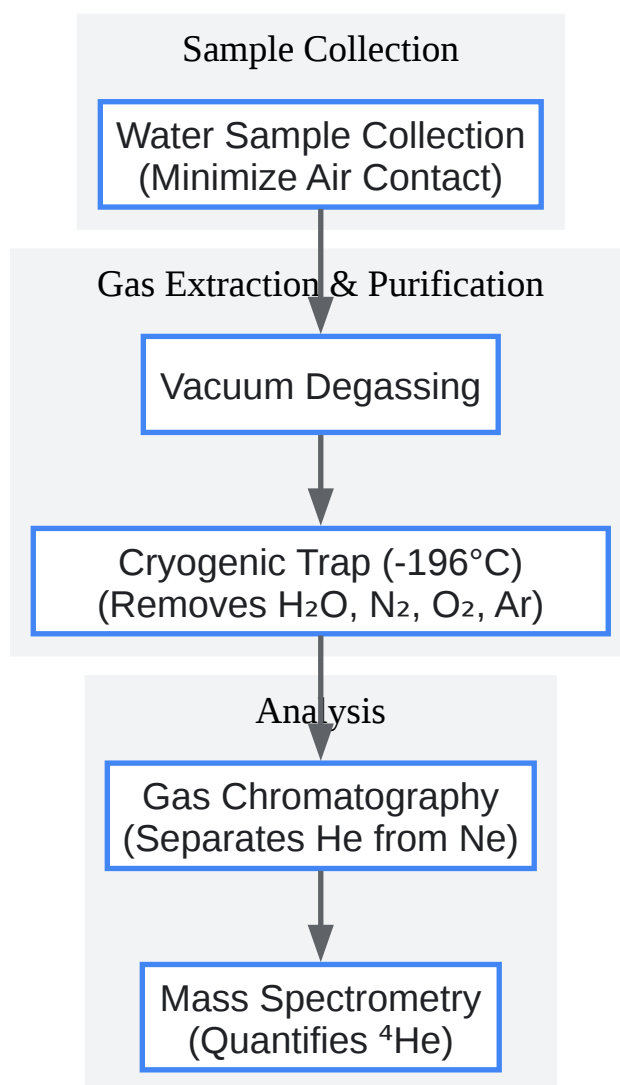 Sample Collection
Water Sample Collection
(Minimize Air Contact)
Gas Extraction & Purification
Vacuum Degassing
Cryogenic Trap (-196°C)
(Removes H₂O, N₂, O₂, Ar)
Analysis
Gas Chromatography
(Separates He from Ne)
Mass Spectrometry
(Quantifies ⁴He)